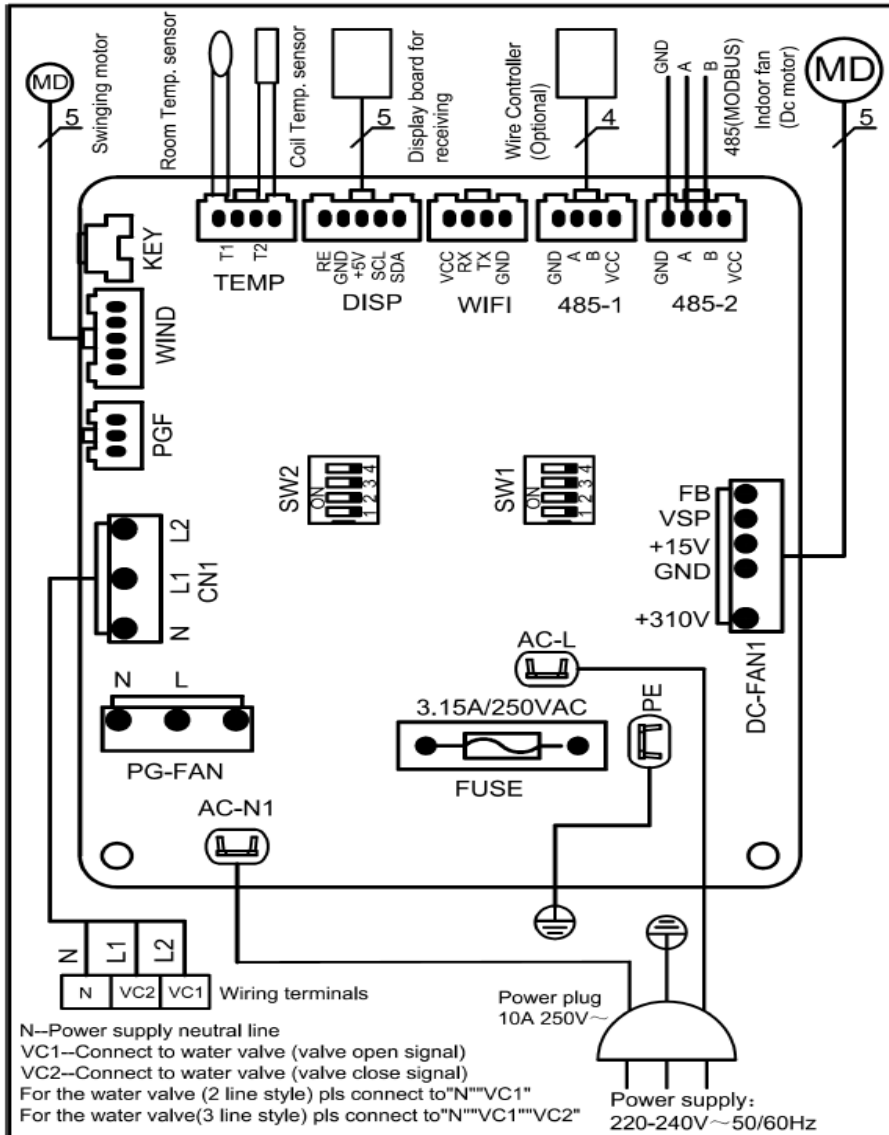 MD
5
Swinging motor
Room Temp. sensor
Coil Temp. sensor
5
Display board for
receiving
Wire Controller
(Optional)
4
GND
A
B
485(MODBUS)
Indoor fan
(Dc motor)
MD
5
KEY
WIND
PGF
T1
T2
TEMP
RE
GND
+5V
SCL
SDA
DISP
VCC
RX
TX
GND
WIFI
GND
A
B
VCC
485-1
GND
A
B
VCC
485-2
SW2
ON
1 2 3 4
SW1
ON
1 2 3 4
L2
L1
N
CN1
FB
VSP
+15V
GND
+310V
DC-FAN1
N L
PG-FAN
AC-L
3.15A/250VAC
FUSE
PE
AC-N1
N
L1
L2
N VC2 VC1 Wiring terminals
Power plug
10A 250V~
N--Power supply neutral line
VC1--Connect to water valve (valve open signal)
VC2--Connect to water valve (valve close signal)
For the water valve (2 line style) pls connect to"N""VC1"
For the water valve(3 line style) pls connect to"N""VC1""VC2"
Power supply:
220-240V~50/60Hz